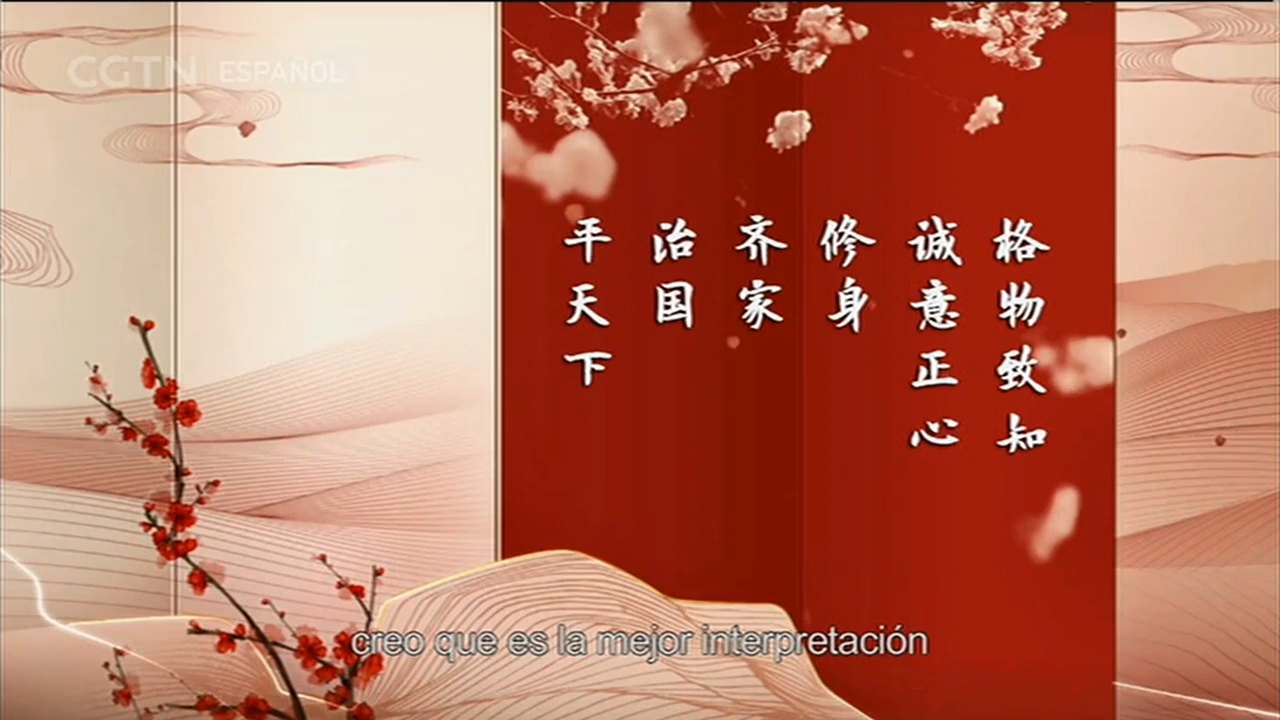 CGTN ESPAÑOL
格物致知
诚意正心
修身
齐家
治国
平天下
creo que es la mejor interpretación